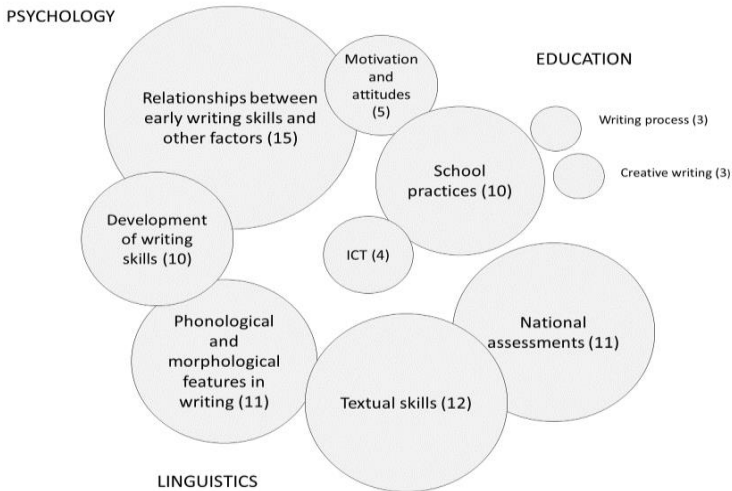 PSYCHOLOGY
Motivation
and
attitudes
(5)
EDUCATION
Relationships between
early writing skills and
other factors (15)
Writing process (3)
School
practices (10)
Creative writing (3)
Development
of writing
skills (10)
ICT (4)
Phonological
and
morphological
features in
writing (11)
National
assessments (11)
Textual skills (12)
LINGUISTICS